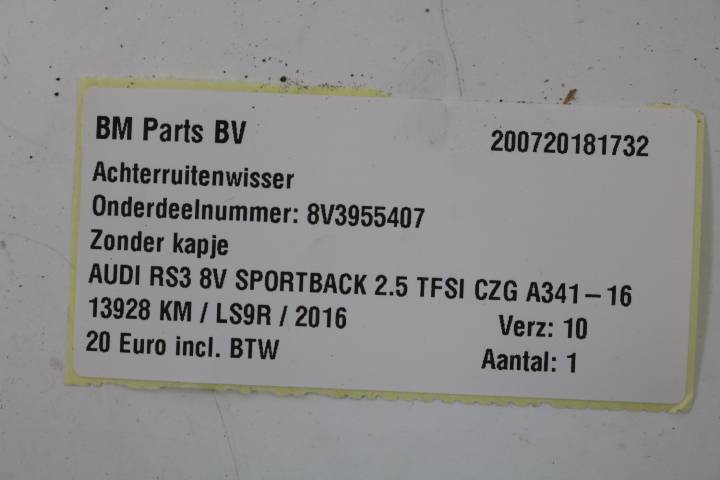 BM Parts BV 200720181732
Achterruitenwisser
Onderdeelnummer: 8V3955407
Zonder kapje
AUDI RS3 8V SPORTBACK 2.5 TFSI CZG A341-16
13928 KM / LS9R / 2016 Verz: 10
20 Euro incl. BTW Aantal: 1